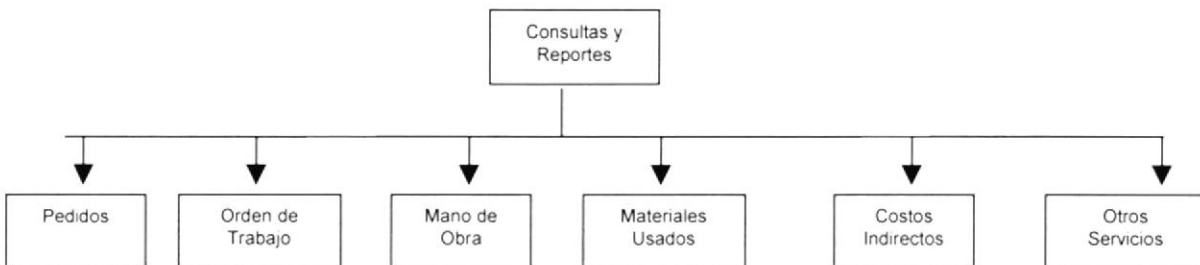 Consultas y
Reportes
Pedidos
Orden de
Trabajo
Mano de
Obra
Materiales
Usados
Costos
Indirectos
Otros
Servicios